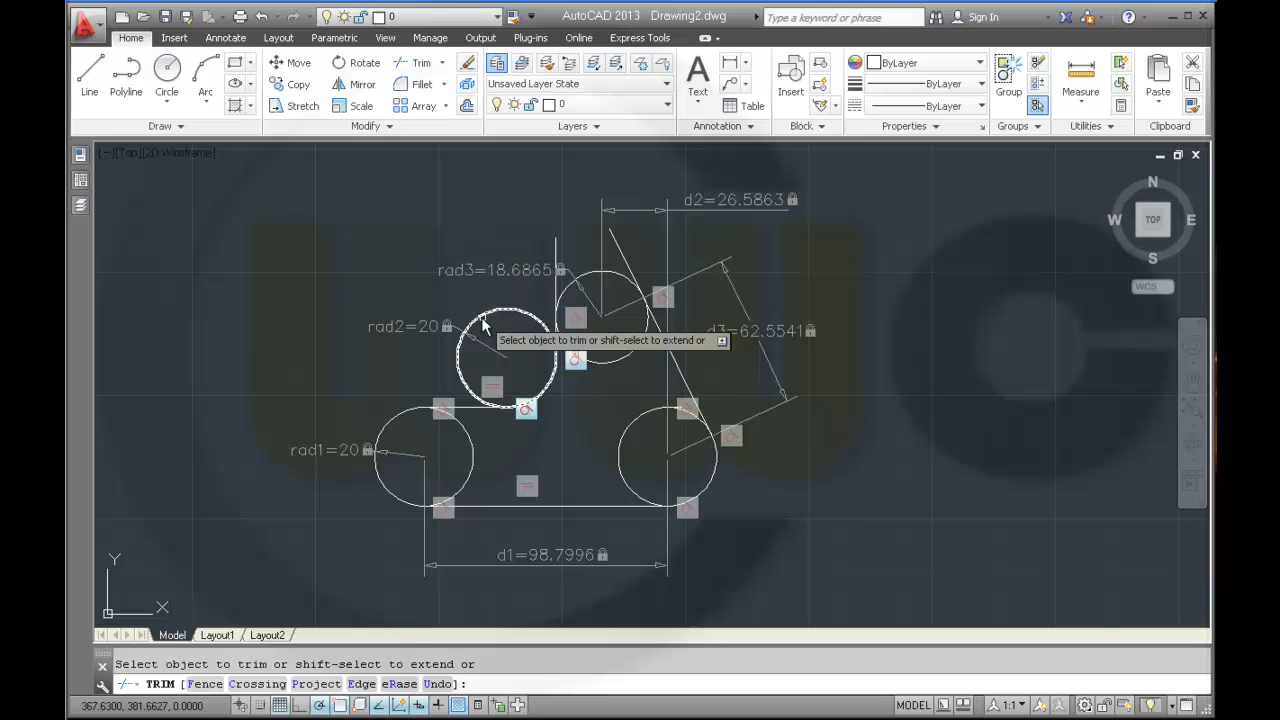 AutoCAD 2013 Drawing2.dwg
Type a keyword or phrase
Sign In
0
Home Insert Annotate Layout Parametric View Manage Output Plug-ins Online Express Tools
Line Polyline Circle Arc
Move Rotate Trim
Copy Mirror Fillet
Stretch Scale Array
Unsaved Layer State
0
Text
Table
Insert
ByLayer
ByLayer
ByLayer
Group
Measure
Paste
Draw Modify Layers Annotation Block Properties Groups Utilities Clipboard
[−][Top][2D Wireframe]
N
W TOP E
S
WCS
d2=26.5863
rad3=18.6865
rad2=20
Select object to trim or shift-select to extend or
d3=62.5541
rad1=20
d1=98.7996
Y
X
Model Layout1 Layout2
Select object to trim or shift-select to extend or
TRIM [Fence Crossing Project Edge eRase Undo]:
367.6300, 381.6627, 0.0000
MODEL
1:1